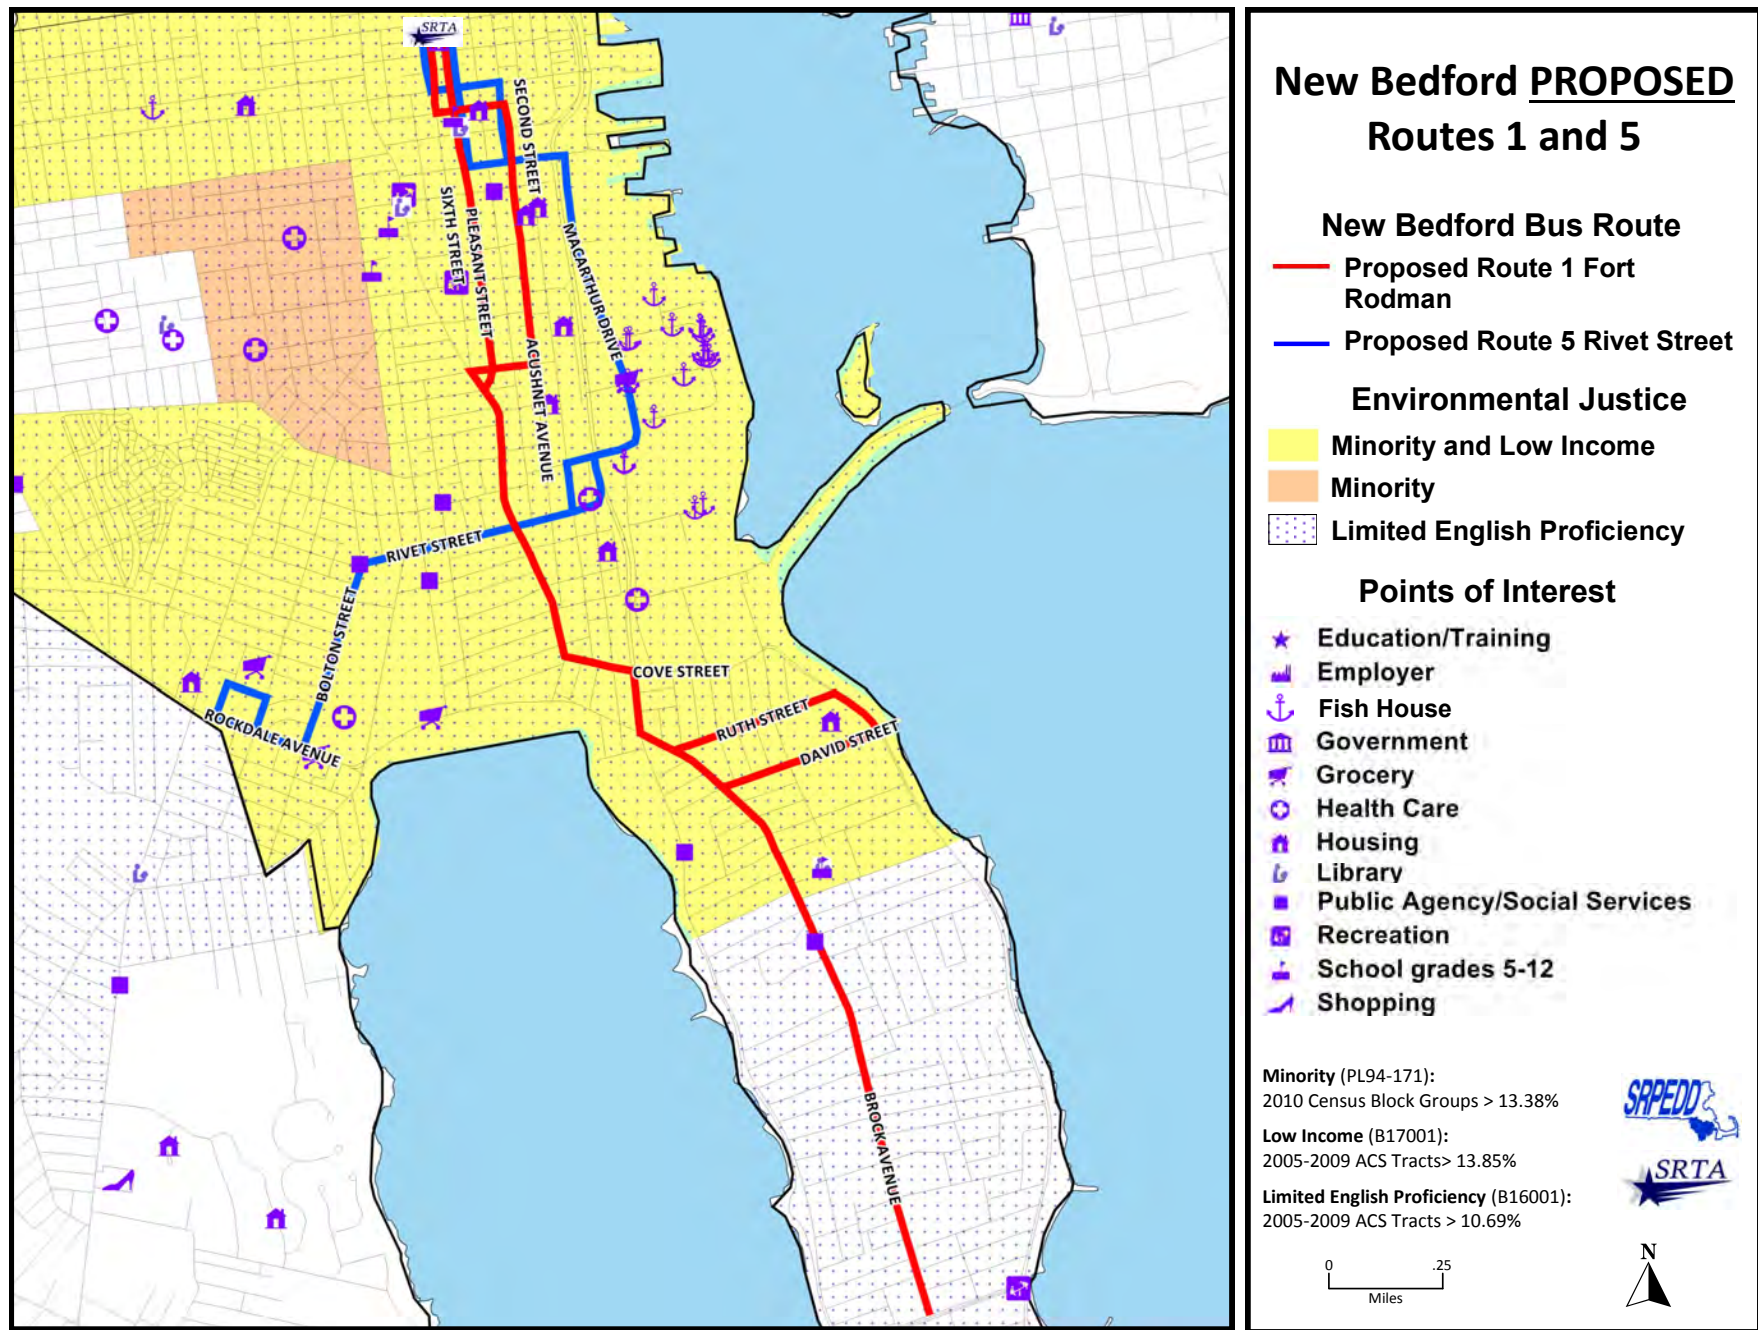 SRTA
SECOND STREET
SIXTH STREET
PLEASANT STREET
MACARTHUR DRIVE
ACUSHNET AVENUE
RIVET STREET
BOLTON STREET
ROCKDALE AVENUE
COVE STREET
RUTH STREET
DAVID STREET
BROCK AVENUE
New Bedford PROPOSED
Routes 1 and 5
New Bedford Bus Route
Proposed Route 1 Fort
Rodman
Proposed Route 5 Rivet Street
Environmental Justice
Minority and Low Income
Minority
Limited English Proficiency
Points of Interest
Education/Training
Employer
Fish House
Government
Grocery
Health Care
Housing
Library
Public Agency/Social Services
Recreation
School grades 5-12
Shopping
Minority (PL94-171):
2010 Census Block Groups > 13.38%
Low Income (B17001):
2005-2009 ACS Tracts> 13.85%
Limited English Proficiency (B16001):
2005-2009 ACS Tracts > 10.69%
SRPEDD
SRTA
0 .25
Miles
N